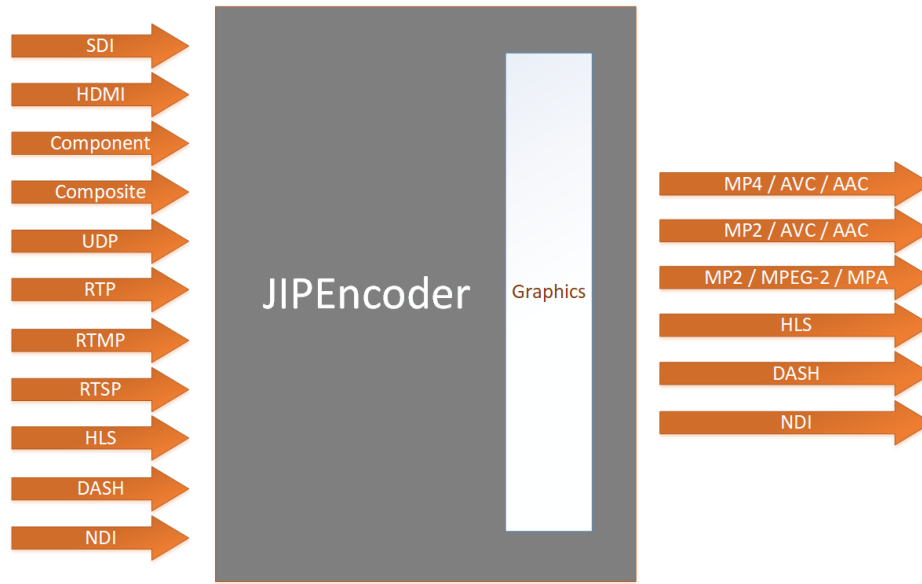 SDI
HDMI
Component
Composite
UDP
RTP
RTMP
RTSP
HLS
DASH
NDI
JIPEncoder
Graphics
MP4 / AVC / AAC
MP2 / AVC / AAC
MP2 / MPEG-2 / MPA
HLS
DASH
NDI